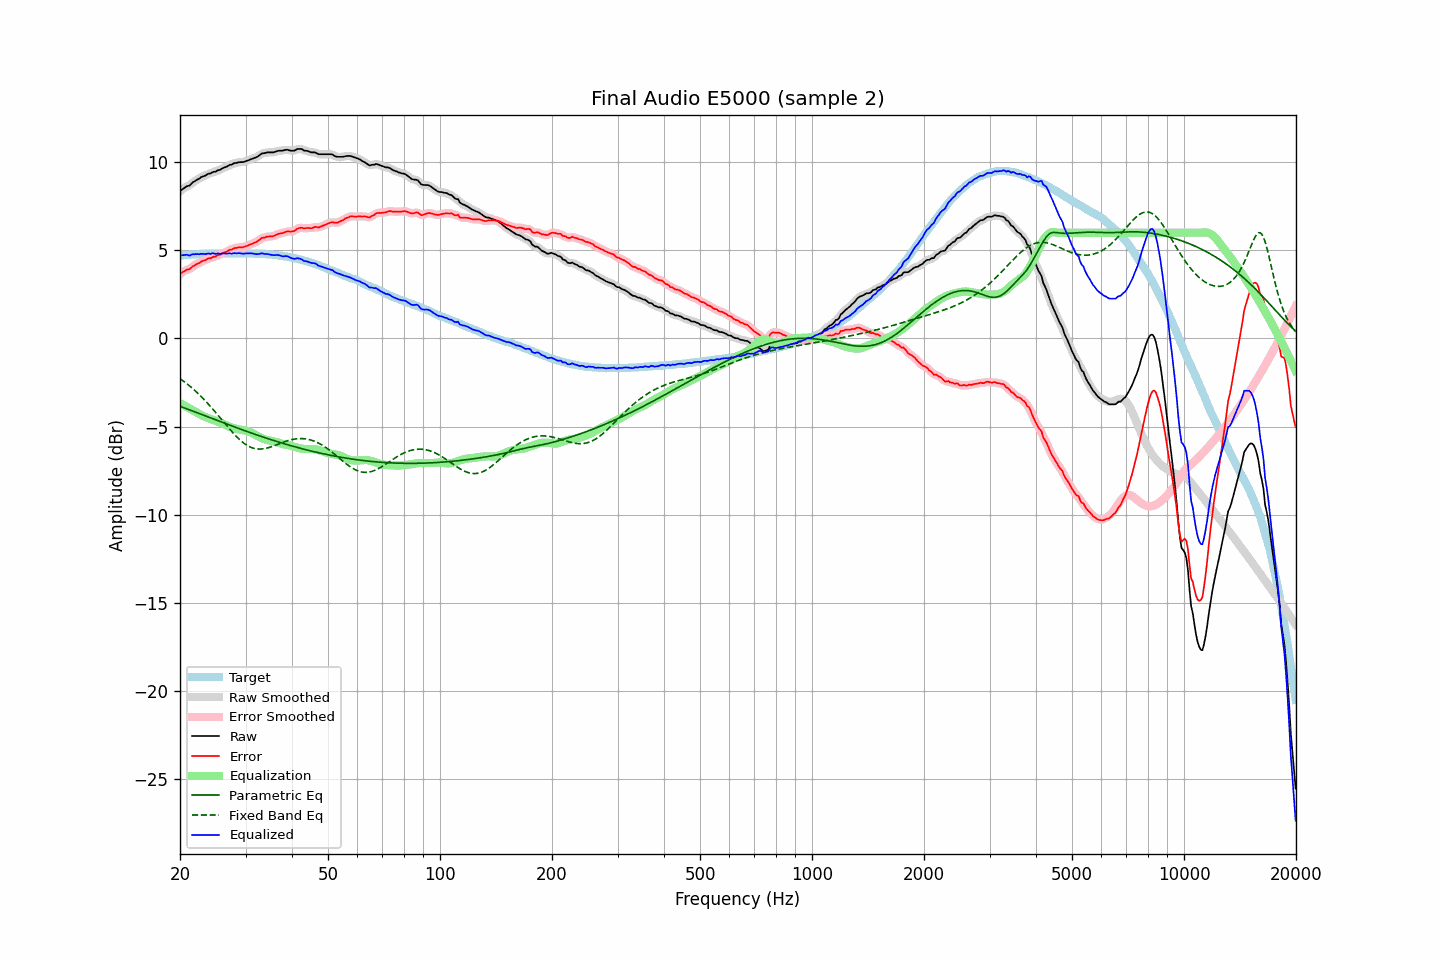 Final Audio E5000 (sample 2)
Amplitude (dBr)
10
5
0
−5
−10
−15
−20
−25
Target
Raw Smoothed
Error Smoothed
Raw
Error
Equalization
Parametric Eq
Fixed Band Eq
Equalized
20 50 100 200 500 1000 2000 5000 10000 20000
Frequency (Hz)